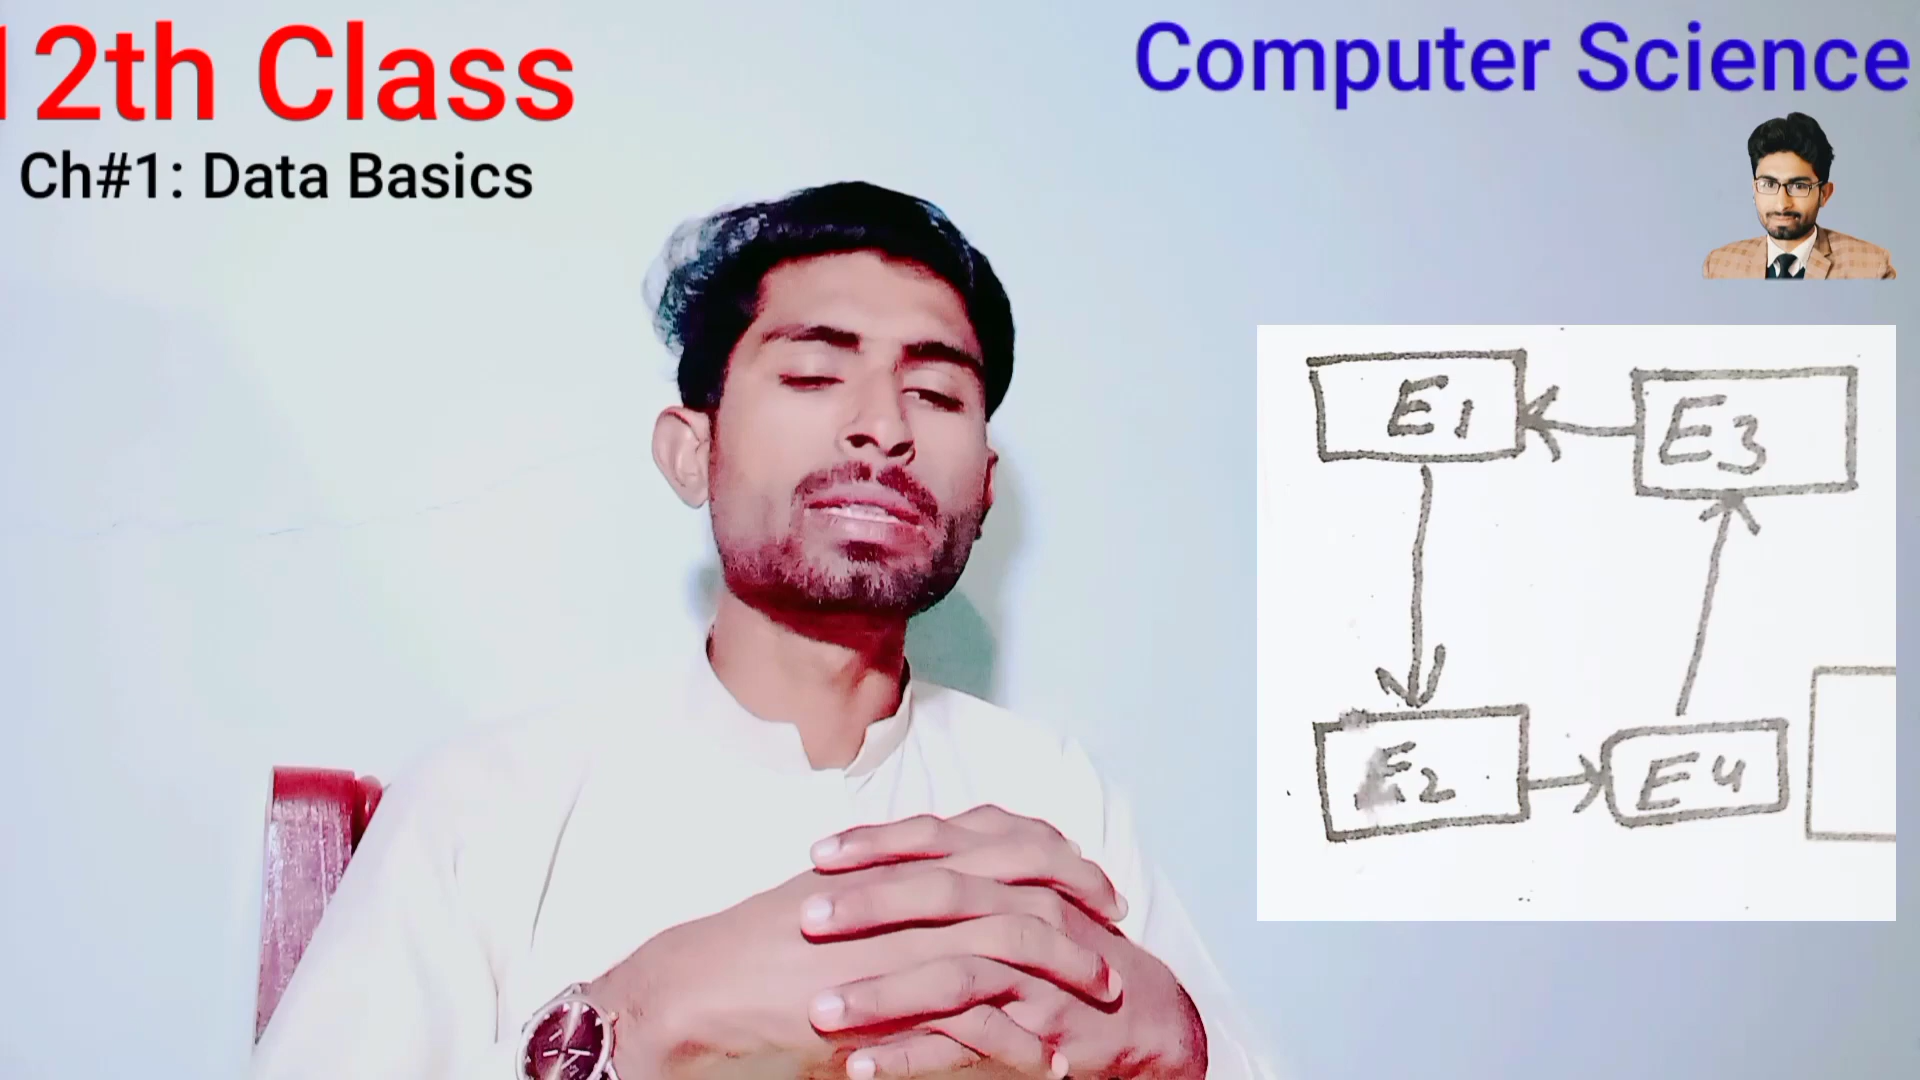 12th Class
Computer Science
Ch#1: Data Basics
E1
E3
E2
E4